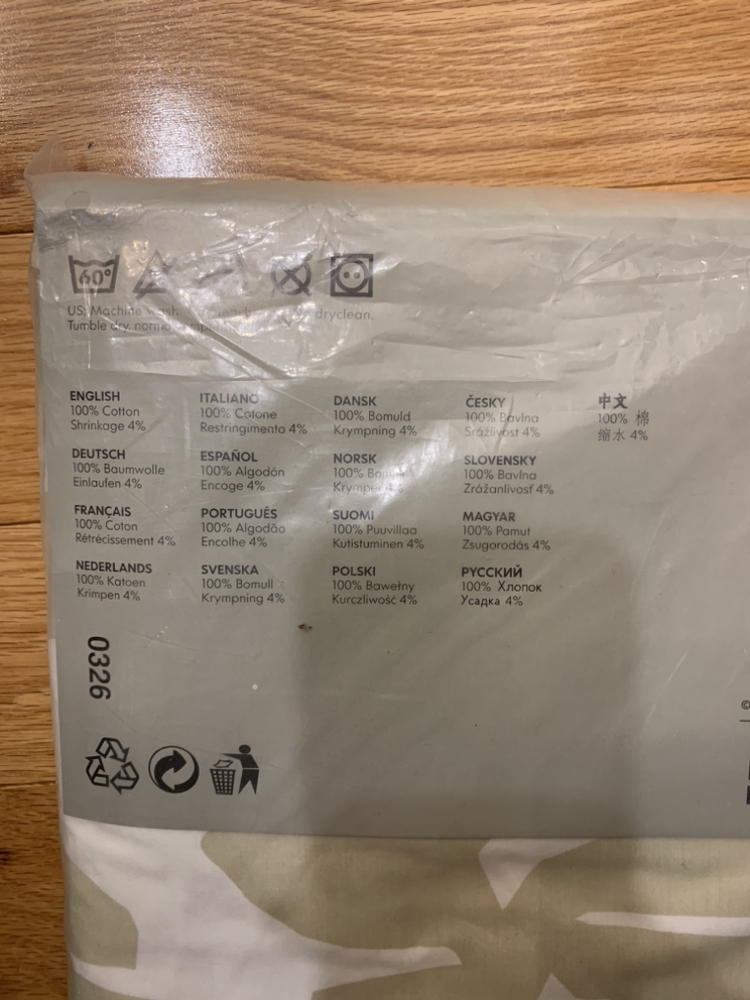 60°
US: Machine wash dryclean.
Tumble dry, normal
ENGLISH
100% Cotton
Shrinkage 4%
DEUTSCH
100% Baumwolle
Einlaufen 4%
FRANÇAIS
100% Coton
Rétrécissement 4%
NEDERLANDS
100% Katoen
Krimpen 4%
ITALIANO
100% Cotone
Restringimento 4%
ESPAÑOL
100% Algodón
Encoge 4%
PORTUGUÊS
100% Algodão
Encolhe 4%
SVENSKA
100% Bomull
Krympning 4%
DANSK
100% Bomuld
Krympning 4%
NORSK
100%
4%
SUOMI
100% Puuvillaa
Kutistuminen 4%
POLSKI
100% Bawełny
Kurczliwość 4%
ČESKY
100% Bavlna
Srážlivost 4%
SLOVENSKY
100% Bavlna
Zrážanlivosť 4%
MAGYAR
100% Pamut
Zsugorodás 4%
РУССКИЙ
100% Хлопок
Усадка 4%
中文
100% 棉
缩水 4%
0326
©